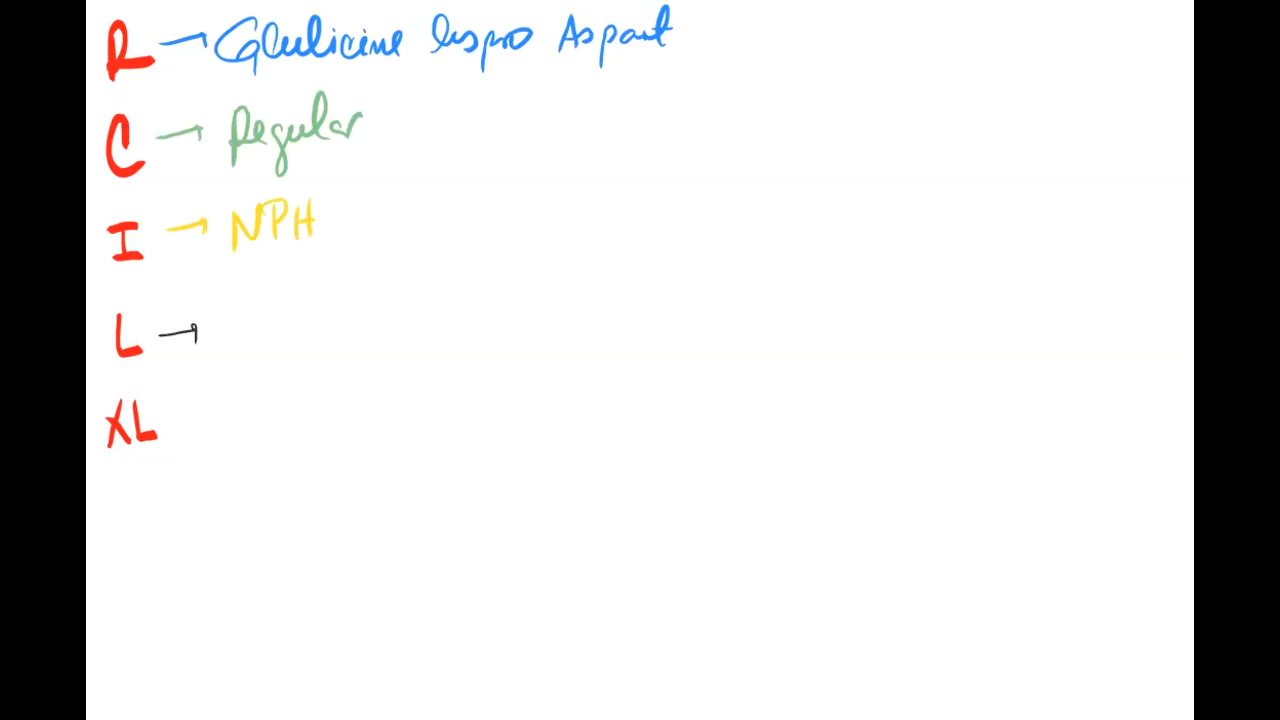 R → Glulicine lispro Aspart
C → Regular
I → NPH
L →
XL